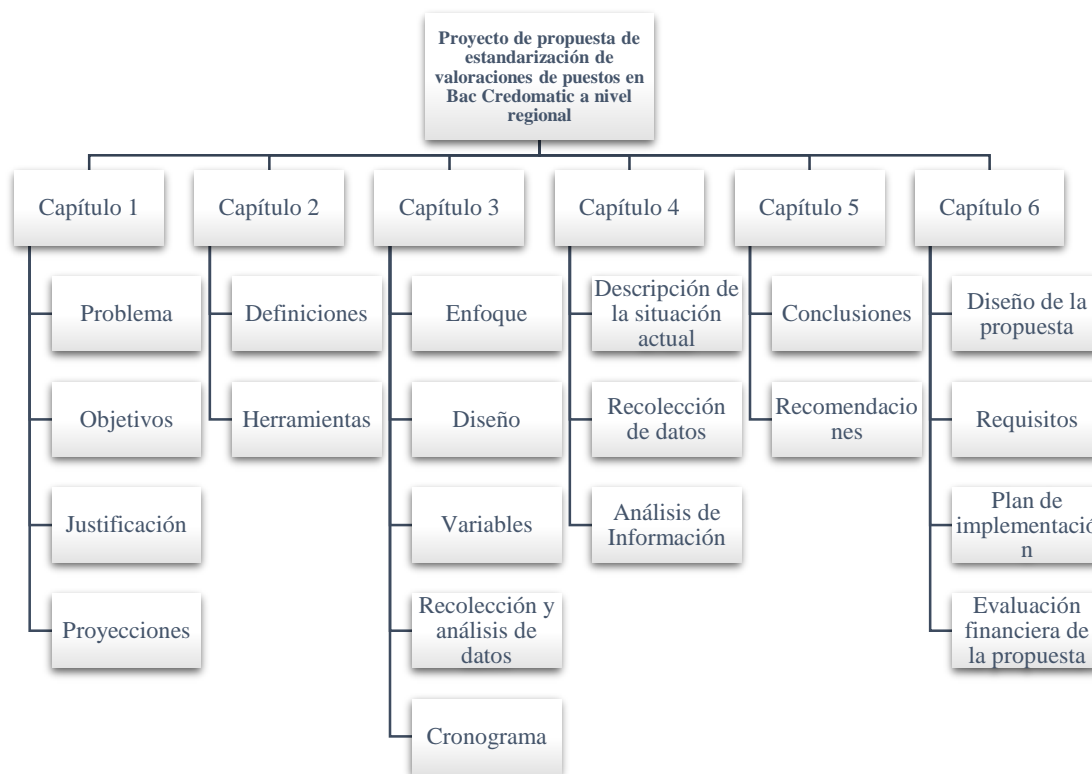 Proyecto de propuesta de
estandarización de
valoraciones de puestos en
Bac Credomatic a nivel
regional
Capítulo 1
Problema
Objetivos
Justificación
Proyecciones
Capítulo 2
Definiciones
Herramientas
Capítulo 3
Enfoque
Diseño
Variables
Recolección y
análisis de
datos
Cronograma
Capítulo 4
Descripción de
la situación
actual
Recolección
de datos
Análisis de
Información
Capítulo 5
Conclusiones
Recomendacio
nes
Capítulo 6
Diseño de la
propuesta
Requisitos
Plan de
implementació
n
Evaluación
financiera de
la propuesta